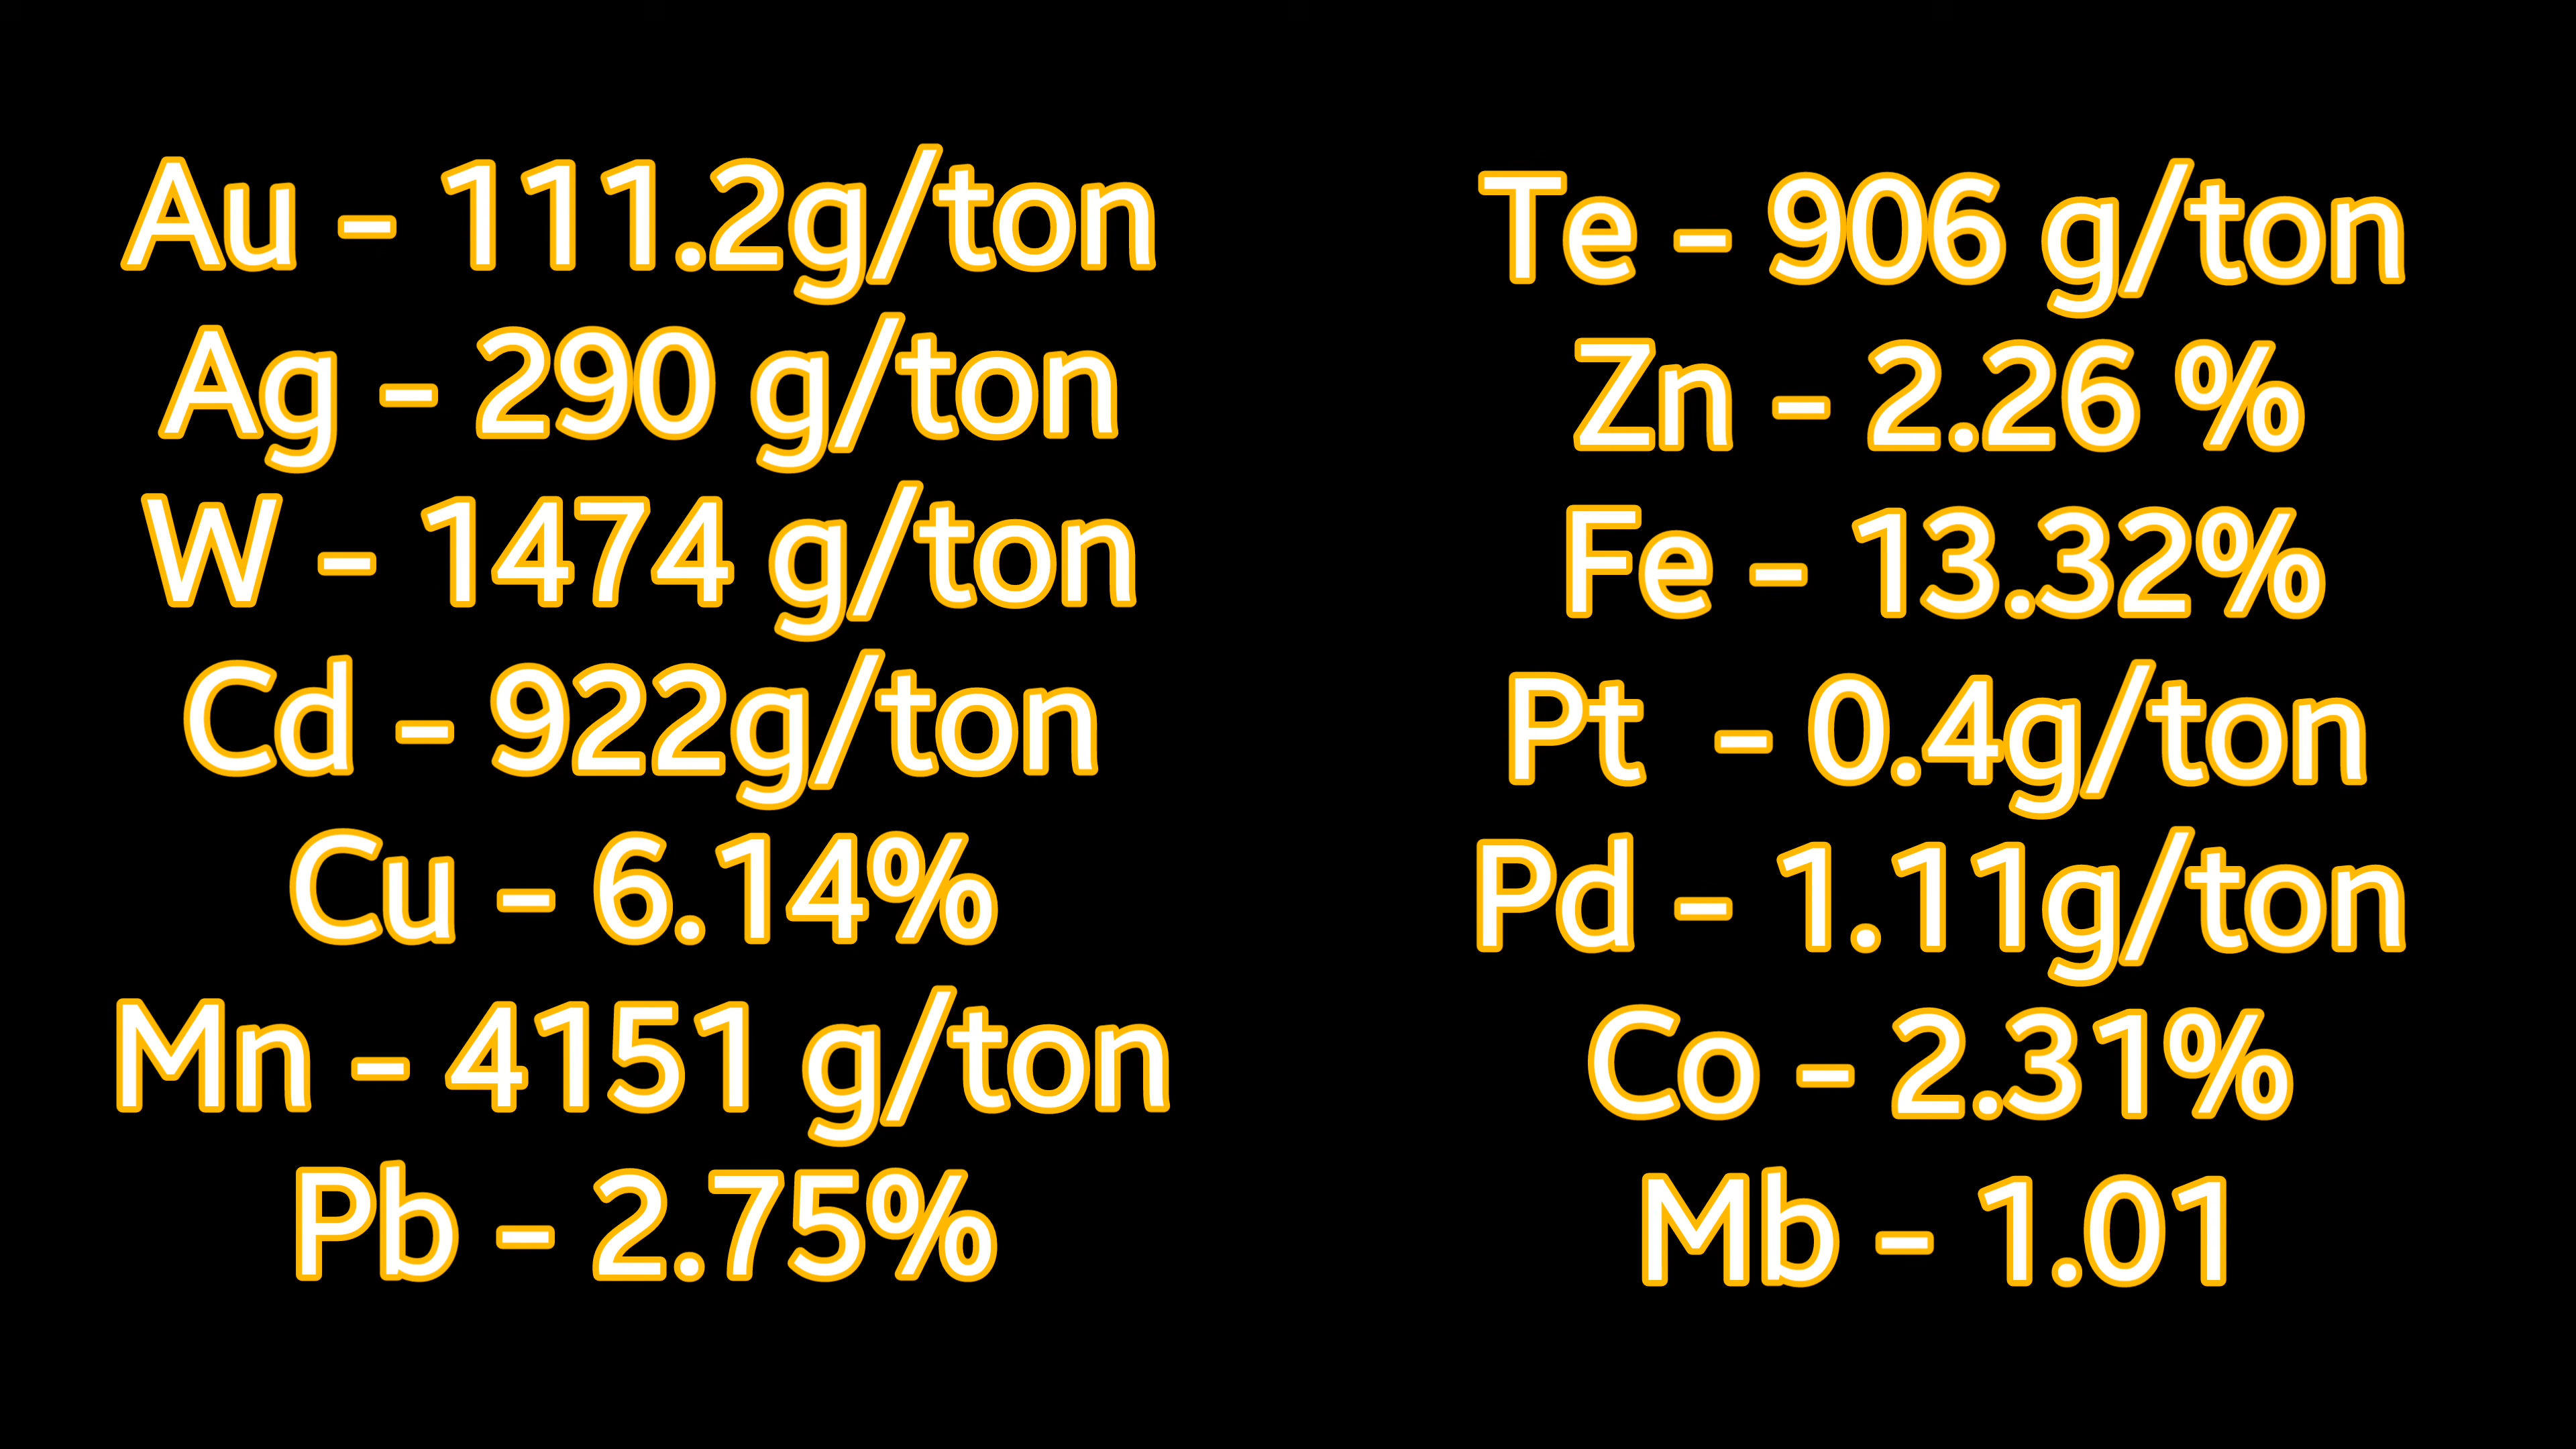 Au - 111.2g/ton
Ag - 290 g/ton
W - 1474 g/ton
Cd - 922g/ton
Cu - 6.14%
Mn - 4151 g/ton
Pb - 2.75%
Te - 906 g/ton
Zn - 2.26 %
Fe - 13.32%
Pt - 0.4g/ton
Pd - 1.11g/ton
Co - 2.31%
Mb - 1.01